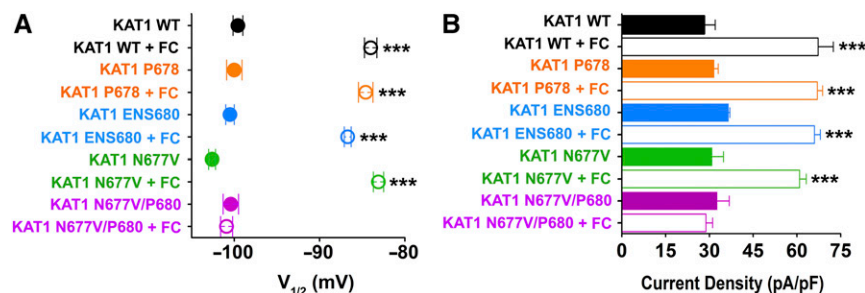 A
KAT1 WT
KAT1 WT + FC
KAT1 P678
KAT1 P678 + FC
KAT1 ENS680
KAT1 ENS680 + FC
KAT1 N677V
KAT1 N677V + FC
KAT1 N677V/P680
KAT1 N677V/P680 + FC
***
***
***
***
−100 −90 −80
V1/2 (mV)
B
KAT1 WT
KAT1 WT + FC
KAT1 P678
KAT1 P678 + FC
KAT1 ENS680
KAT1 ENS680 + FC
KAT1 N677V
KAT1 N677V + FC
KAT1 N677V/P680
KAT1 N677V/P680 + FC
***
***
***
***
0 15 30 45 60 75
Current Density (pA/pF)